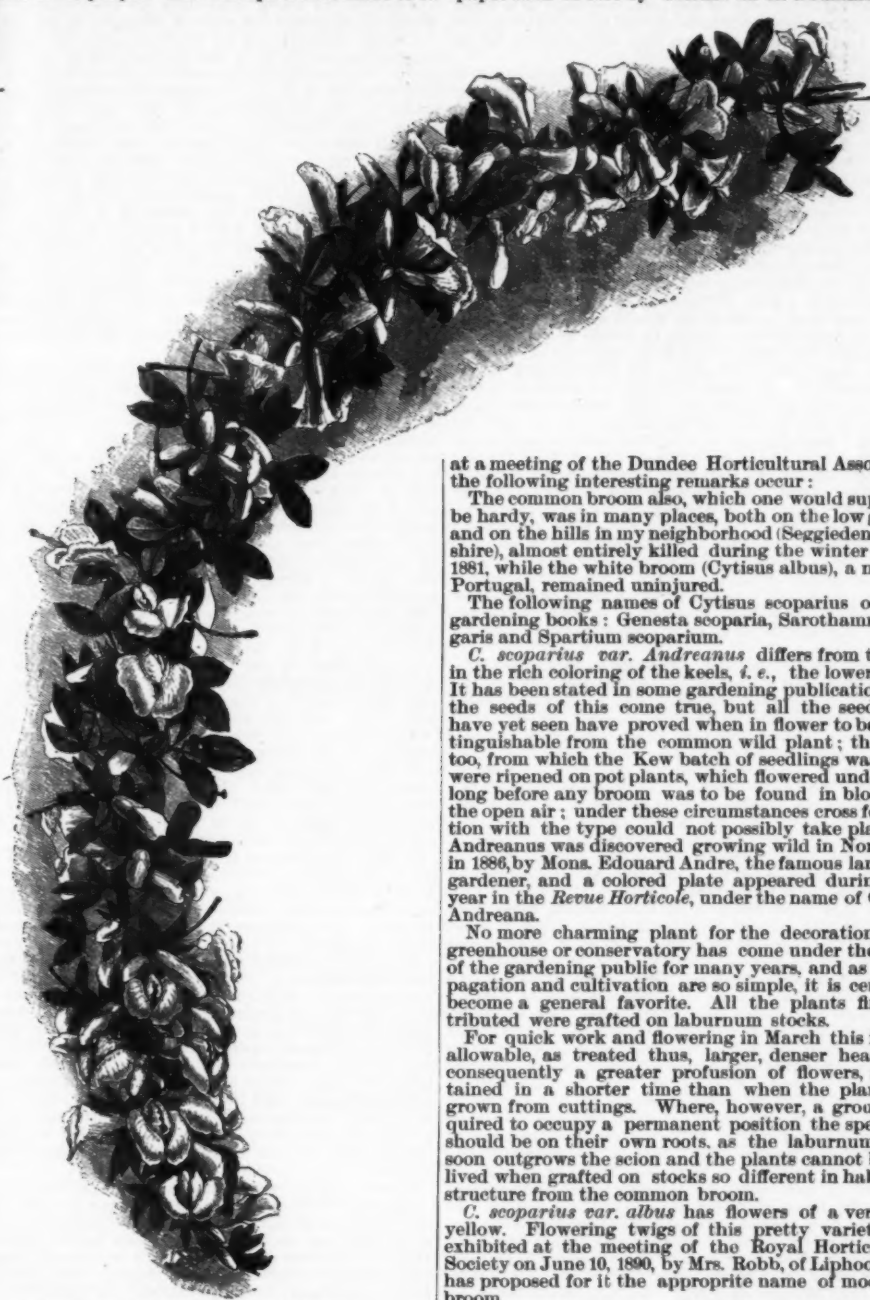 at a meeting of the Dundee Horticultural Asso
the following interesting remarks occur :
The common broom also, which one would sup
be hardy, was in many places, both on the low
and on the hills in my neighborhood (Seggieden
shire), almost entirely killed during the winter
1881, while the white broom (Cytisus albus), a n
Portugal, remained uninjured.
The following names of Cytisus scoparius o
gardening books : Genesta scoparia, Sarothamn
garis and Spartium scoparium.
C. scoparius var. Andreanus differs from t
in the rich coloring of the keels, i. e., the lower
It has been stated in some gardening publicatio
the seeds of this come true, but all the seed
have yet seen have proved when in flower to be
tinguishable from the common wild plant ; th
too, from which the Kew batch of seedlings wa
were ripened on pot plants, which flowered und
long before any broom was to be found in blo
the open air ; under these circumstances cross fe
tion with the type could not possibly take pla
Andreanus was discovered growing wild in Nor
in 1886, by Mons. Edouard Andre, the famous lan
gardener, and a colored plate appeared durin
year in the Revue Horticole, under the name of
Andreana.
No more charming plant for the decoration
greenhouse or conservatory has come under the
of the gardening public for many years, and as
pagation and cultivation are so simple, it is cer
become a general favorite. All the plants fi
tributed were grafted on laburnum stocks.
For quick work and flowering in March this
allowable, as treated thus, larger, denser hea
consequently a greater profusion of flowers,
tained in a shorter time than when the plan
grown from cuttings. Where, however, a grou
quired to occupy a permanent position the spe
should be on their own roots, as the laburnum
soon outgrows the scion and the plants cannot
lived when grafted on stocks so different in hab
structure from the common broom.
C. scoparius var. albus has flowers of a ver
yellow. Flowering twigs of this pretty variet
exhibited at the meeting of the Royal Hortic
Society on June 10, 1890, by Mrs. Robb, of Liphoo
has proposed for it the approprite name of moo
broom.